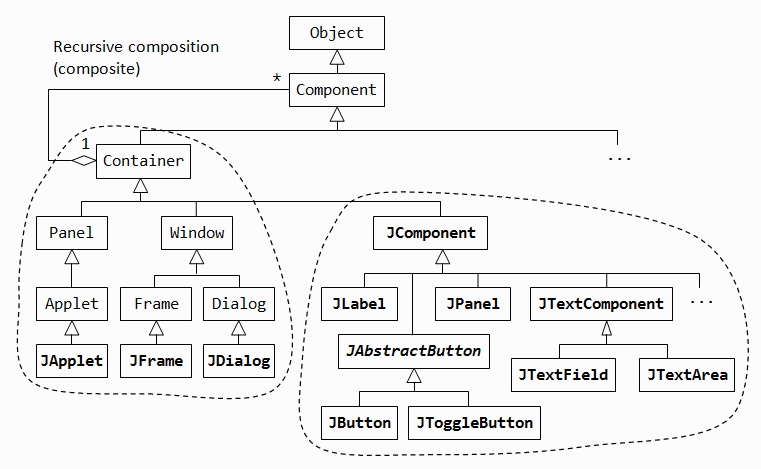 Object
Recursive composition
(composite)
*
Component
1
Container
...
Panel
Window
JComponent
Applet
Frame
Dialog
JLabel
JPanel
JTextComponent
...
JApplet
JFrame
JDialog
JAbstractButton
JTextField
JTextArea
JButton
JToggleButton